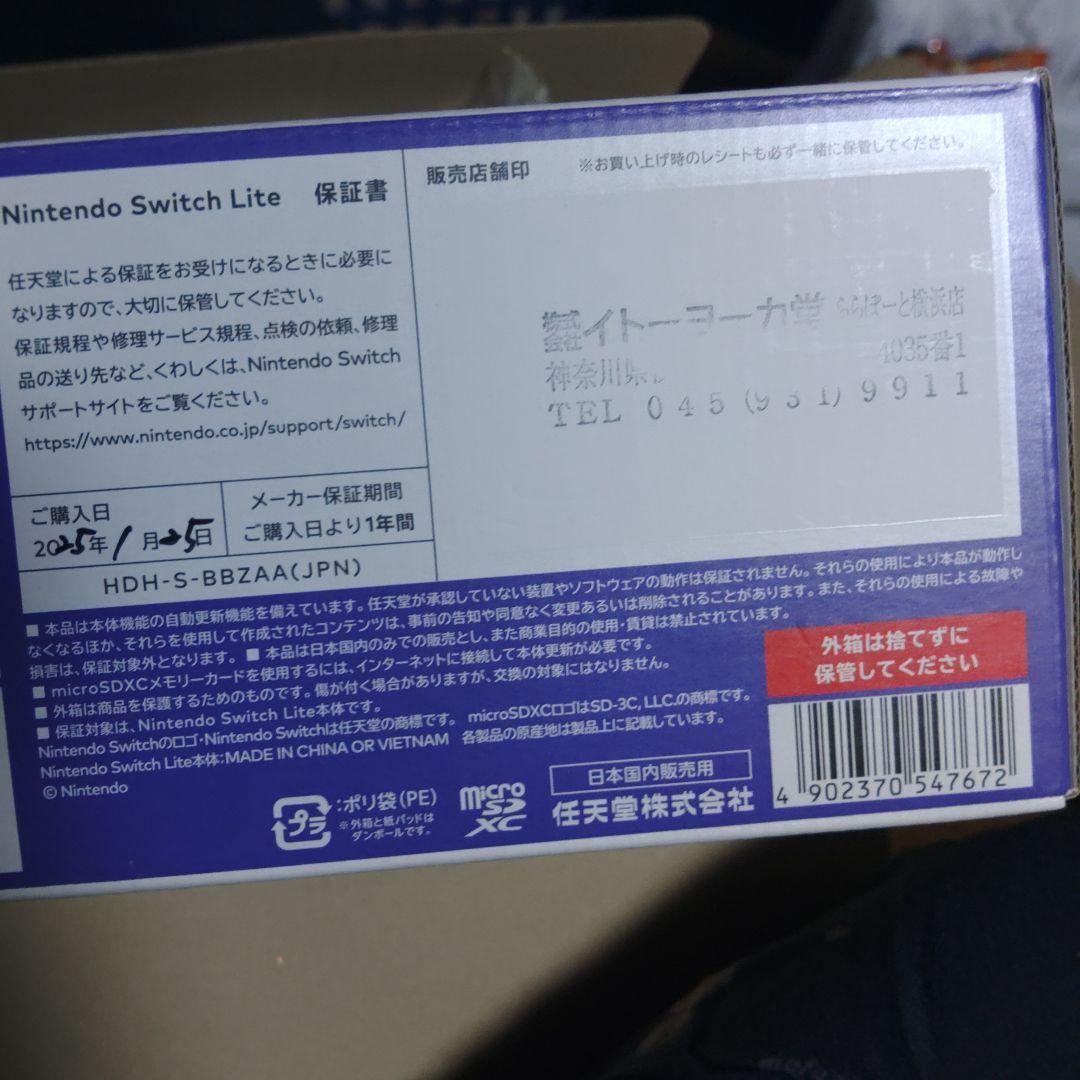 Nintendo Switch Lite 保証書
任天堂による保証をお受けになるときに必要に
なりますので、大切に保管してください。
保証規程や修理サービス規程、点検の依頼、修理
品の送り先など、くわしくは、Nintendo Switch
サポートサイトをご覧ください。
https://www.nintendo.co.jp/support/switch/
ご購入日
2025年1月25日
メーカー保証期間
ご購入日より1年間
HDH-S-BBZAA(JPN)
販売店舗印
※お買い上げ時のレシートも必ず一緒に保管してください。
株式会社イトーヨーカ堂 ららぽーと横浜店
神奈川県 4035番1
TEL 045(931)9911
■ 本品は本体機能の自動更新機能を備えています。任天堂が承認していない装置やソフトウェアの動作は保証されません。それらの使用により本品が動作し
なくなるほか、それらを使用して作成されたコンテンツは、事前の告知や同意なく変更あるいは削除されることがあります。また、それらの使用による故障や
損害は、保証対象外となります。 ■ 本品は日本国内のみでの販売とし、また商業目的の使用・賃貸は禁止されています。
■ microSDXCメモリーカードを使用するには、インターネットに接続して本体更新が必要です。
■ 外箱は商品を保護するためのものです。傷が付く場合がありますが、交換の対象にはなりません。
■ 保証対象は、Nintendo Switch Lite本体です。
Nintendo Switchのロゴ・Nintendo Switchは任天堂の商標です。 microSDXCロゴはSD-3C, LLC.の商標です。
Nintendo Switch Lite本体：MADE IN CHINA OR VIETNAM 各製品の原産地は製品上に記載しています。
© Nintendo
外箱は捨てずに
保管してください
プラ
：ポリ袋(PE)
※外箱と紙パッドは
ダンボールです。
micro SD XC
日本国内販売用
任天堂株式会社
4 902370 547672